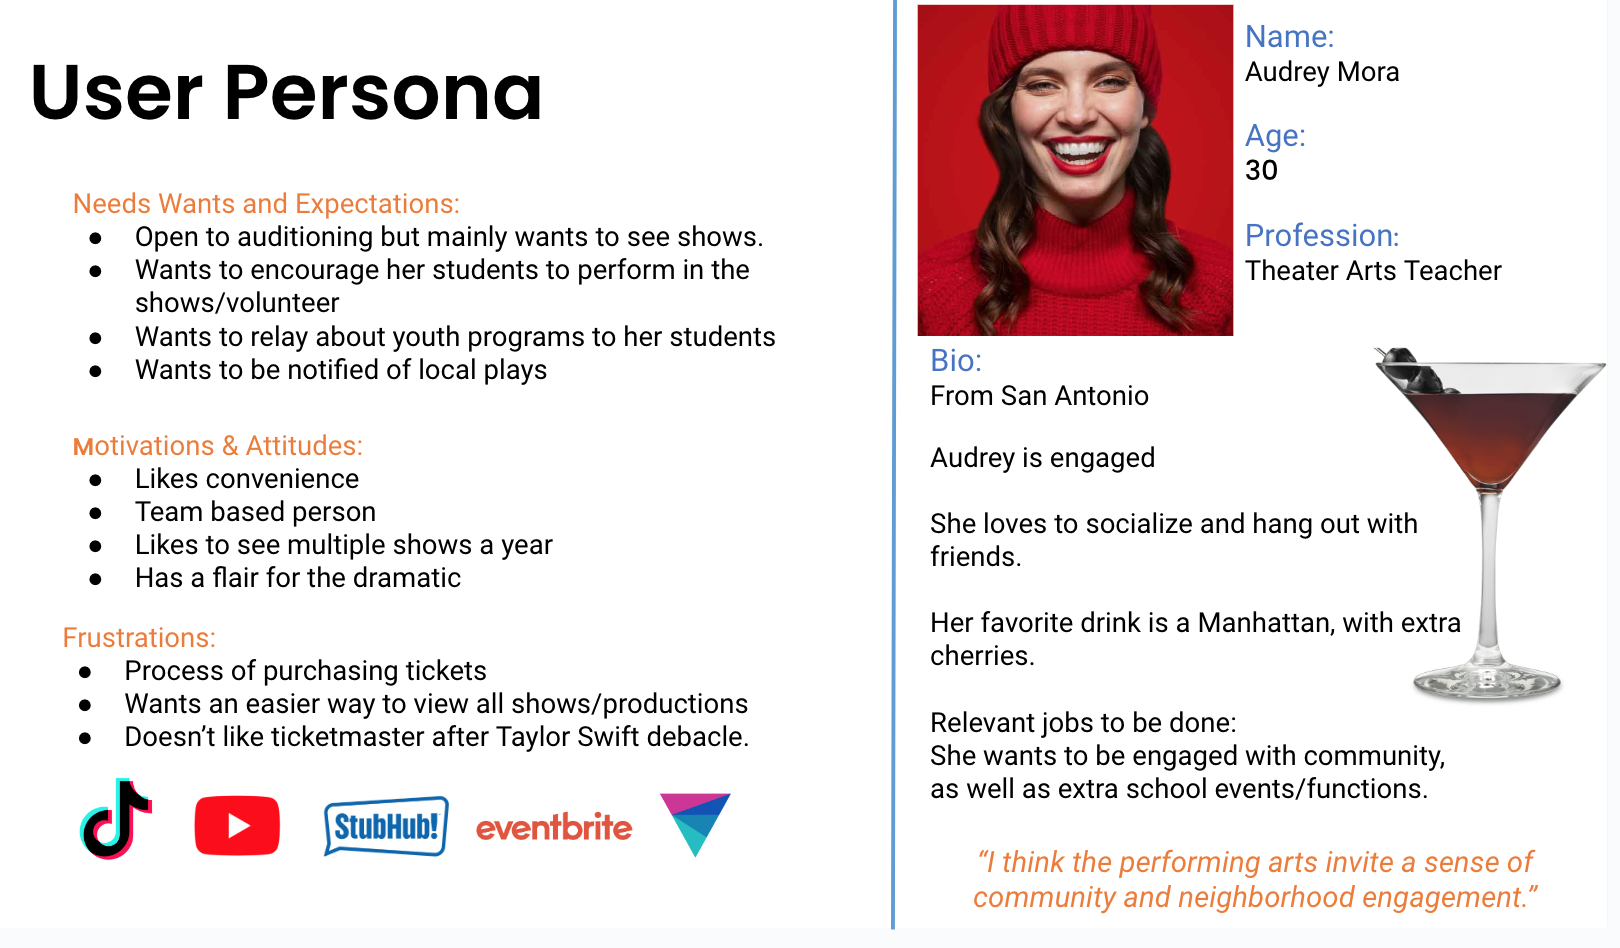 User Persona
Needs Wants and Expectations:
● Open to auditioning but mainly wants to see shows.
● Wants to encourage her students to perform in the
shows/volunteer
● Wants to relay about youth programs to her students
● Wants to be notified of local plays
Motivations & Attitudes:
● Likes convenience
● Team based person
● Likes to see multiple shows a year
● Has a flair for the dramatic
Frustrations:
● Process of purchasing tickets
● Wants an easier way to view all shows/productions
● Doesn’t like ticketmaster after Taylor Swift debacle.
StubHub!
eventbrite
Name:
Audrey Mora
Age:
30
Profession:
Theater Arts Teacher
Bio:
From San Antonio
Audrey is engaged
She loves to socialize and hang out with
friends.
Her favorite drink is a Manhattan, with extra
cherries.
Relevant jobs to be done:
She wants to be engaged with community,
as well as extra school events/functions.
“I think the performing arts invite a sense of
community and neighborhood engagement.”